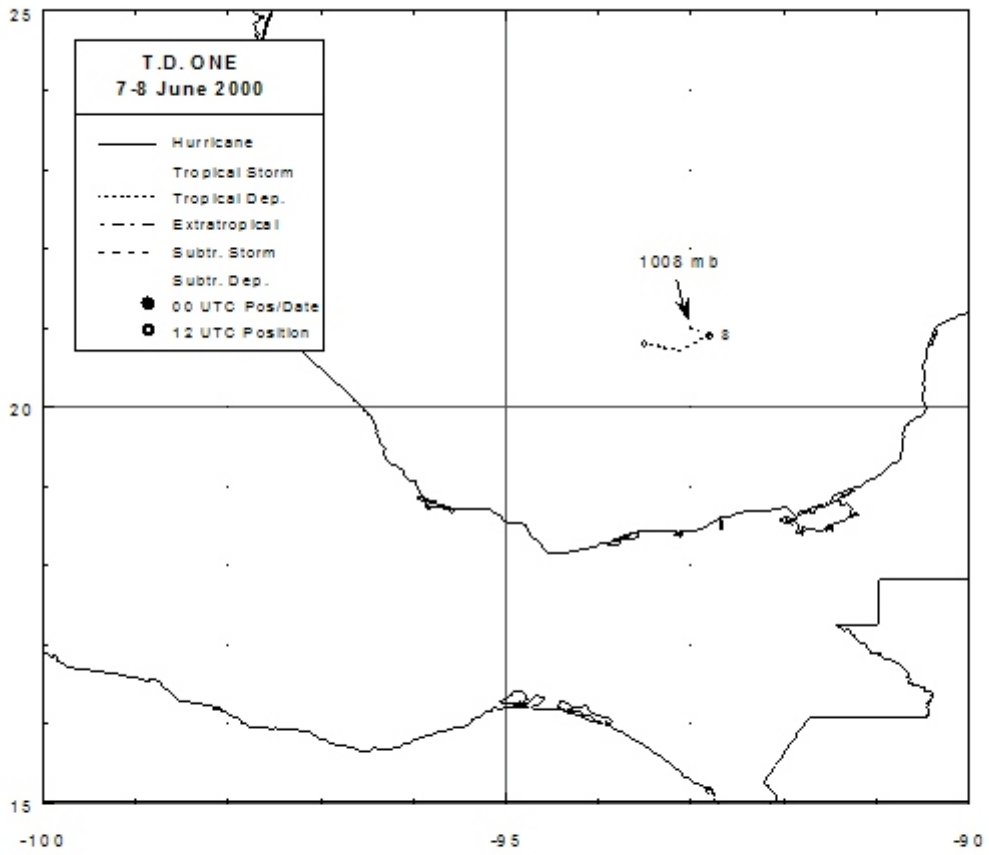 25
T.D. ONE
7-8 June 2000
Hurricane
Tropical Storm
Tropical Dep.
Extratropical
Subtr. Storm
Subtr. Dep.
00 UTC Pos/Date
12 UTC Position
1008 mb
8
20
15
-100
-95
-90